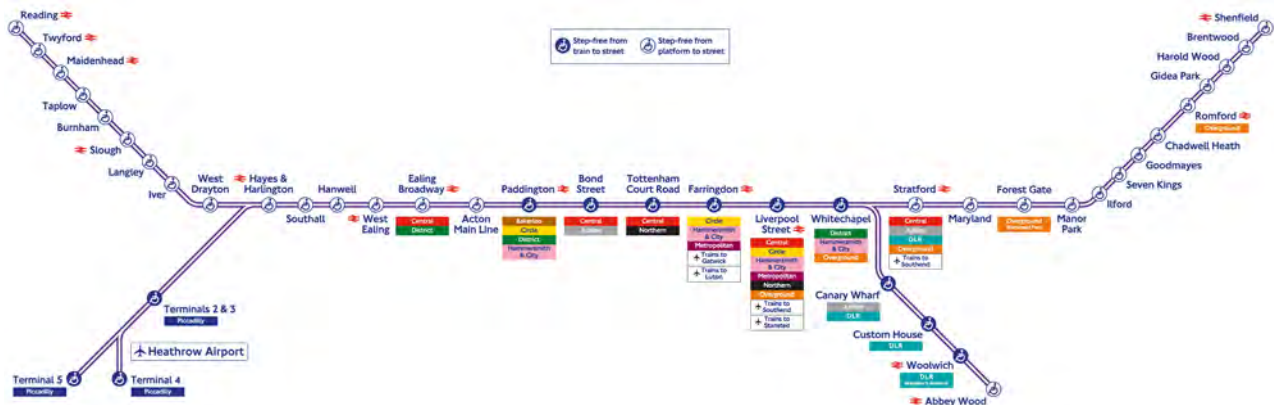 Reading
Twyford
Maidenhead
Taplow
Burnham
Slough
Langley
Iver
West
Drayton
Hayes &
Harlington
Southall
Hanwell
West
Ealing
Ealing
Broadway
Central
District
Acton
Main Line
Paddington
Bakerloo
Circle
District
Hammersmith
& City
Bond
Street
Central
Jubilee
Tottenham
Court Road
Central
Northern
Farringdon
Circle
Hammersmith
& City
Metropolitan
Trains to
Gatwick
Trains to
Luton
Liverpool
Street
Central
Circle
Hammersmith
& City
Metropolitan
Northern
Overground
Trains to
Southend
Trains to
Stansted
Whitechapel
District
Hammersmith
& City
Overground
Stratford
Central
Jubilee
DLR
Overground
Trains to
Southend
Maryland
Forest Gate
Overground
Manor
Park
Ilford
Seven Kings
Goodmayes
Chadwell Heath
Romford
Overground
Gidea Park
Harold Wood
Brentwood
Shenfield
Step-free from
train to street
Step-free from
platform to street
Terminals 2 & 3
Piccadilly
Heathrow Airport
Terminal 5
Piccadilly
Terminal 4
Piccadilly
Canary Wharf
Jubilee
DLR
Custom House
DLR
Woolwich
DLR
Abbey Wood